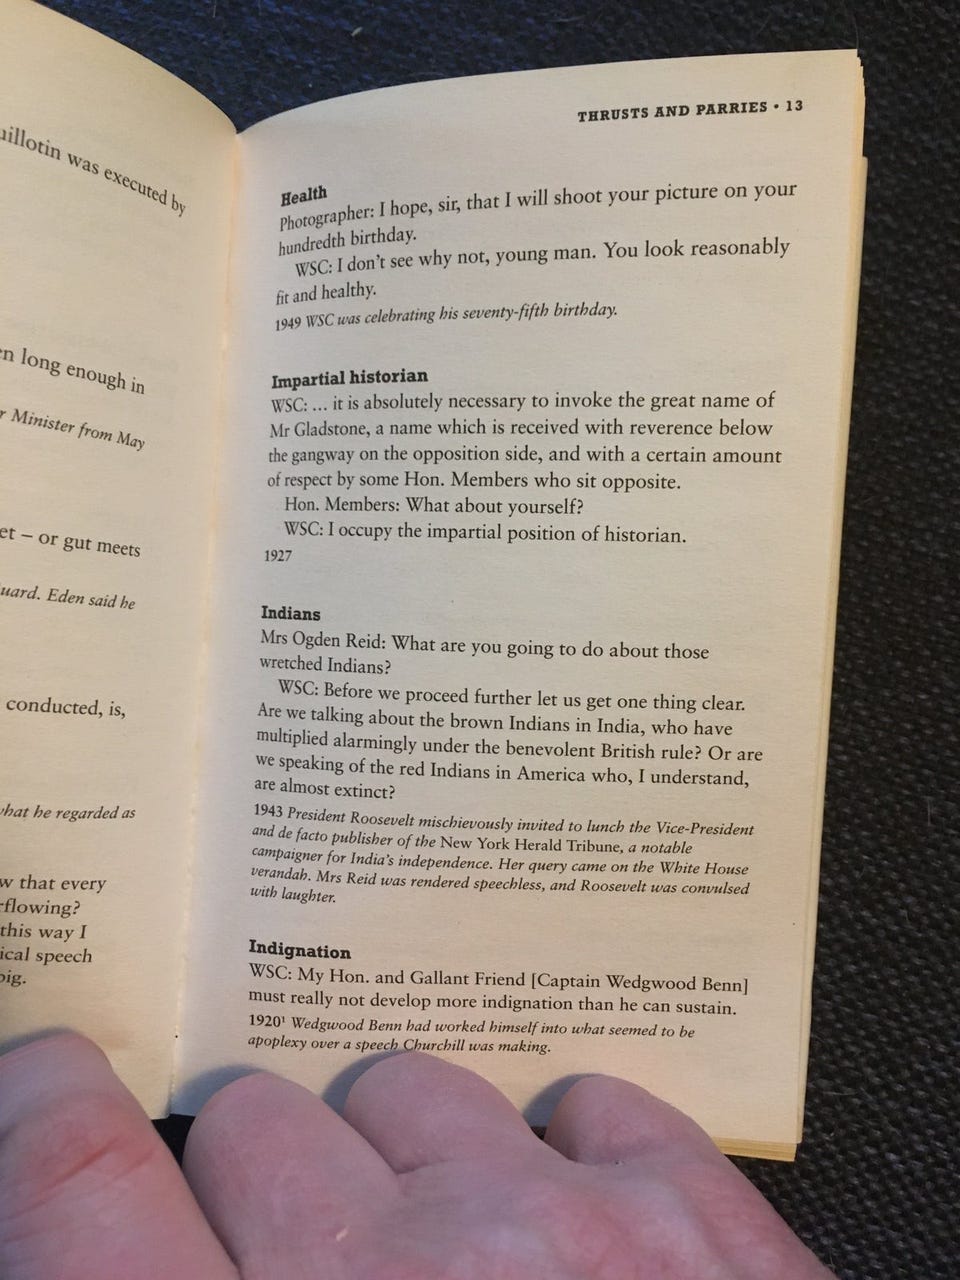 uillotin was executed by
en long enough in
r Minister from May
et – or gut meets
uard. Eden said he
conducted, is,
what he regarded as
w that every
-flowing?
this way I
ical speech
pig.
THRUSTS AND PARRIES • 13
Health
Photographer: I hope, sir, that I will shoot your picture on your
hundredth birthday.
WSC: I don't see why not, young man. You look reasonably
fit and healthy.
1949 WSC was celebrating his seventy-fifth birthday.
Impartial historian
WSC: ... it is absolutely necessary to invoke the great name of
Mr Gladstone, a name which is received with reverence below
the gangway on the opposition side, and with a certain amount
of respect by some Hon. Members who sit opposite.
Hon. Members: What about yourself?
WSC: I occupy the impartial position of historian.
1927
Indians
Mrs Ogden Reid: What are you going to do about those
wretched Indians?
WSC: Before we proceed further let us get one thing clear.
Are we talking about the brown Indians in India, who have
multiplied alarmingly under the benevolent British rule? Or are
we speaking of the red Indians in America who, I understand,
are almost extinct?
1943 President Roosevelt mischievously invited to lunch the Vice-President
and de facto publisher of the New York Herald Tribune, a notable
campaigner for India's independence. Her query came on the White House
verandah. Mrs Reid was rendered speechless, and Roosevelt was convulsed
with laughter.
Indignation
WSC: My Hon. and Gallant Friend [Captain Wedgwood Benn]
must really not develop more indignation than he can sustain.
1920¹ Wedgwood Benn had worked himself into what seemed to be
apoplexy over a speech Churchill was making.